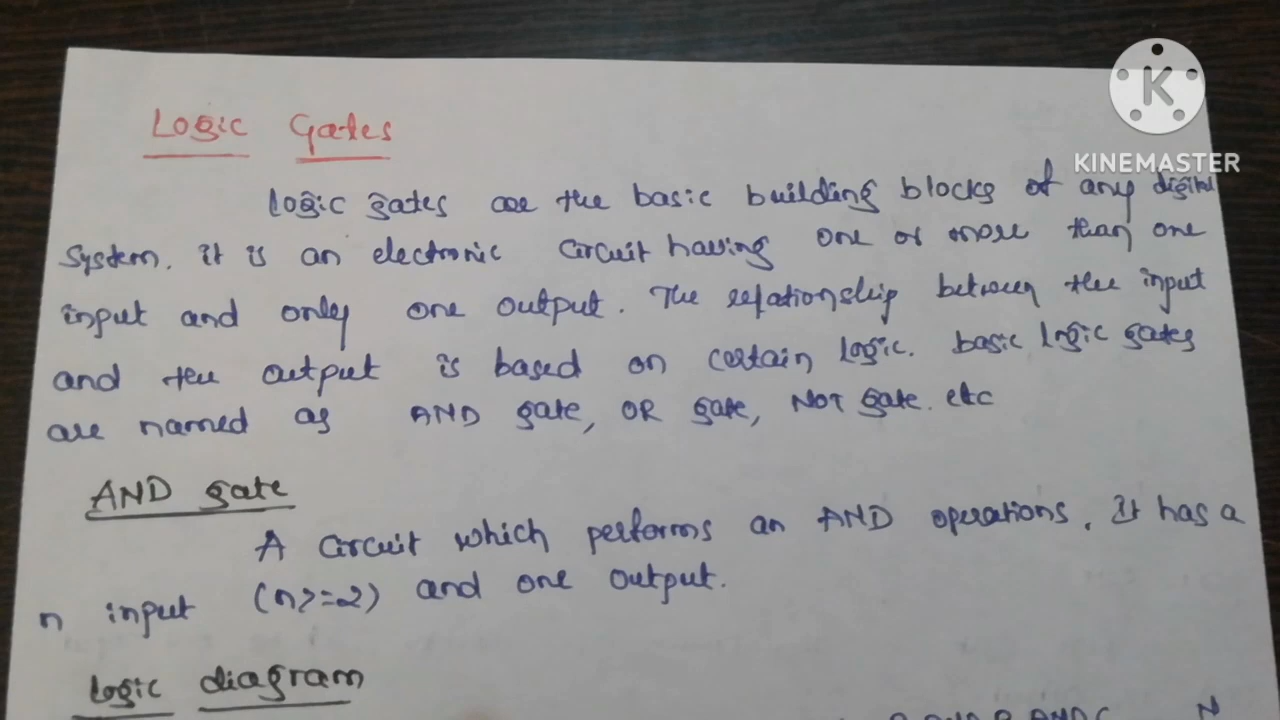 Logic Gates
KINEMASTER
Logic gates are the basic building blocks of any digital
system. it is an electronic circuit having one or more than one
input and only one output. The relationship between the input
and the output is based on certain logic. basic logic gates
are named as AND gate, OR gate, NOT gate. etc
AND gate
A circuit which performs an AND operations. It has a
n input (n>=2) and one output.
Logic diagram